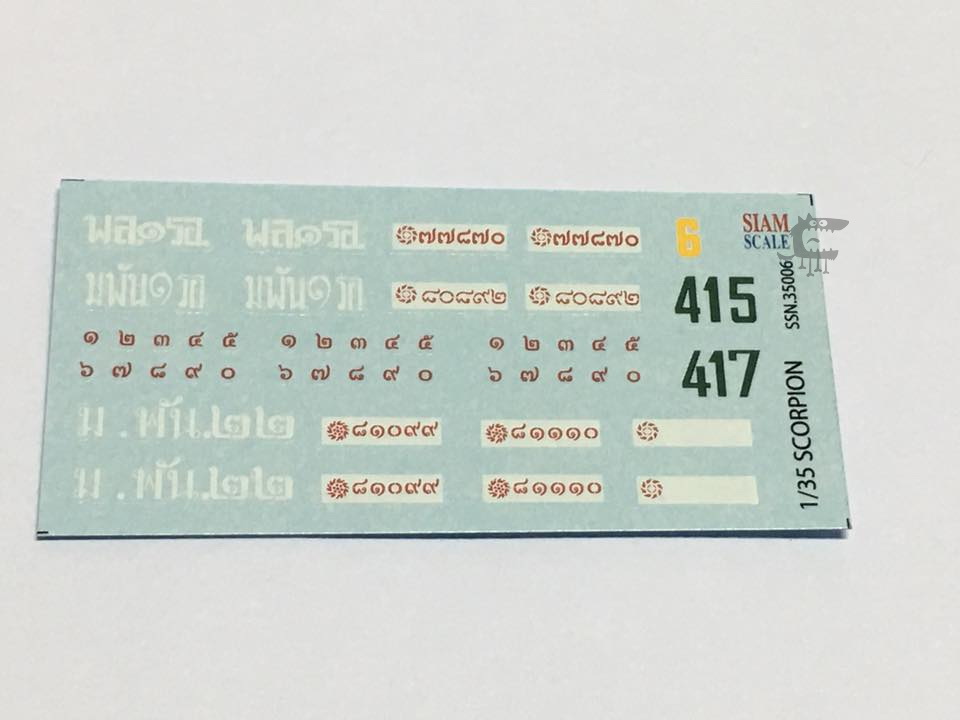 พล๑รอ. พล๑รอ. ๗๗๘๗๐ ๗๗๘๗๐ 6 SIAM
SCALE
มพัน๑ รก มพัน๑ รก ๘๐๘๙๒ ๘๐๘๙๒ 415 SSN.35006
๑ ๒ ๓ ๔ ๕ ๑ ๒ ๓ ๔ ๕ ๑ ๒ ๓ ๔ ๕
๖ ๗ ๘ ๙ ๐ ๖ ๗ ๘ ๙ ๐ ๖ ๗ ๘ ๙ ๐ 417
ม . พัน.๒๒ ๘๑๐๙๙ ๘๑๑๑๐
ม . พัน.๒๒ ๘๑๐๙๙ ๘๑๑๑๐
1/35 SCORPION